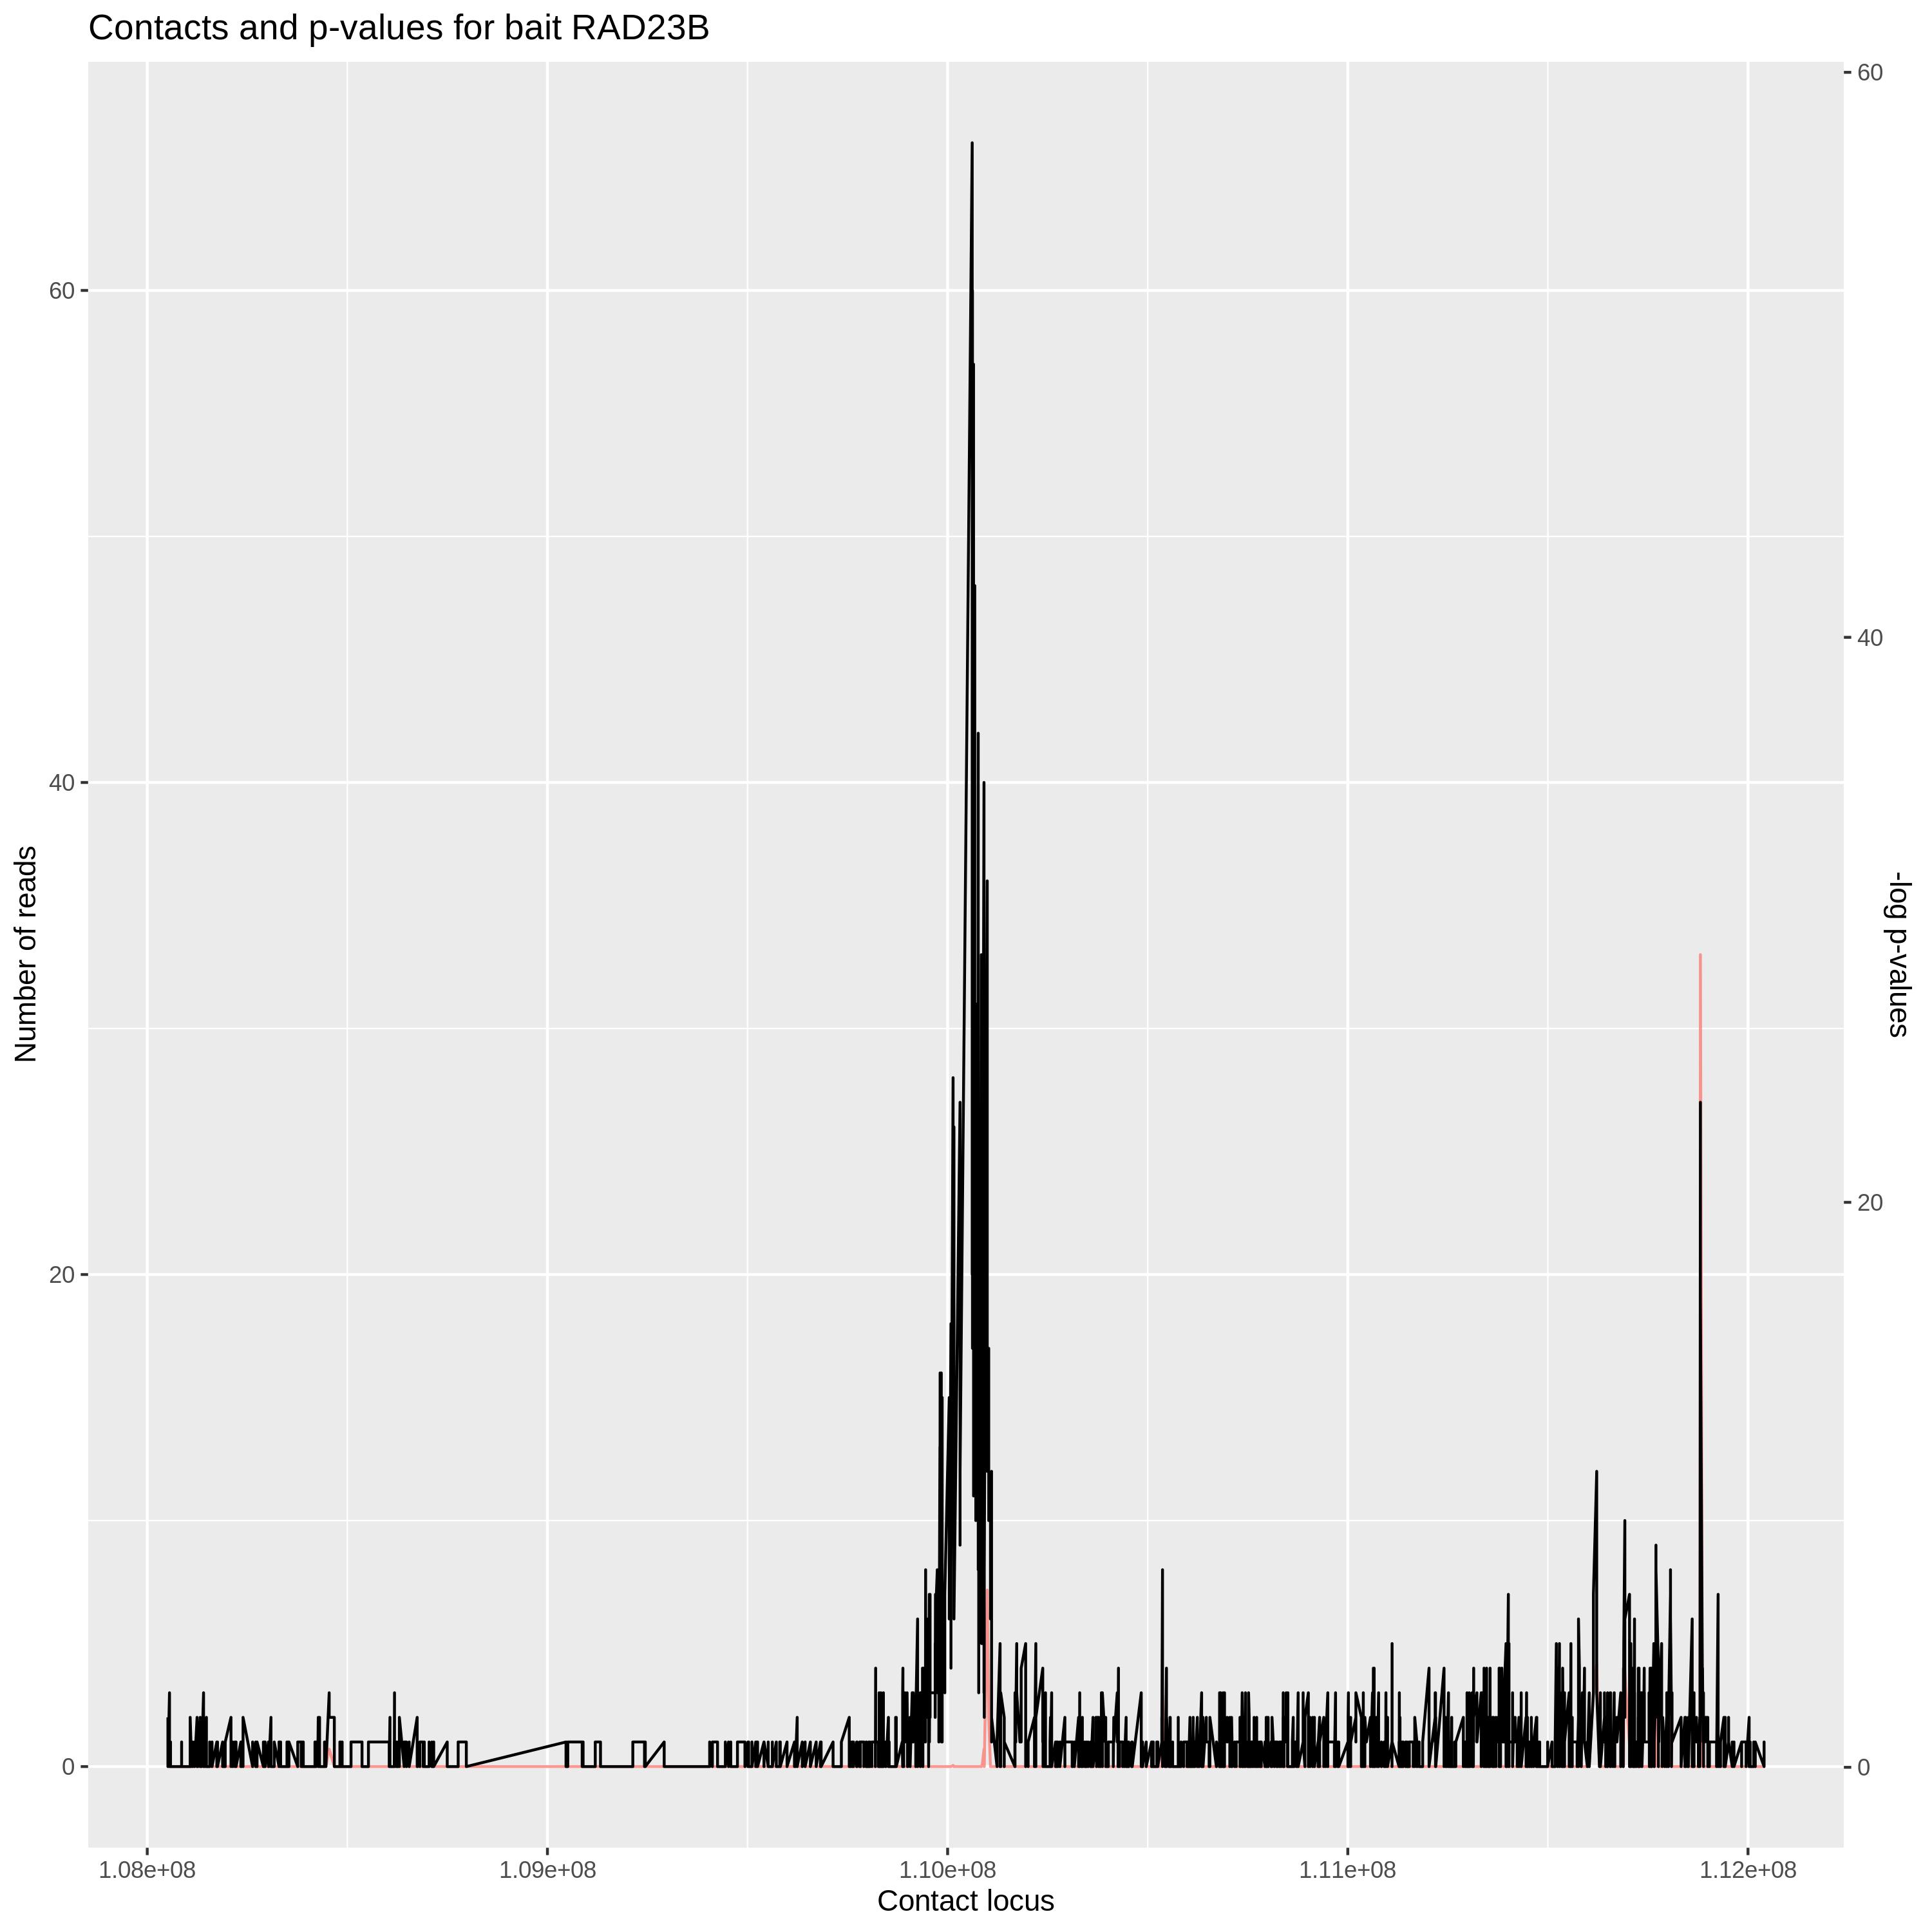 Contacts and p-values for bait RAD23B
60
40
20
0
Number of reads
60
40
20
0
-log p-values
1.08e+08
1.09e+08
1.10e+08
1.11e+08
1.12e+08
Contact locus